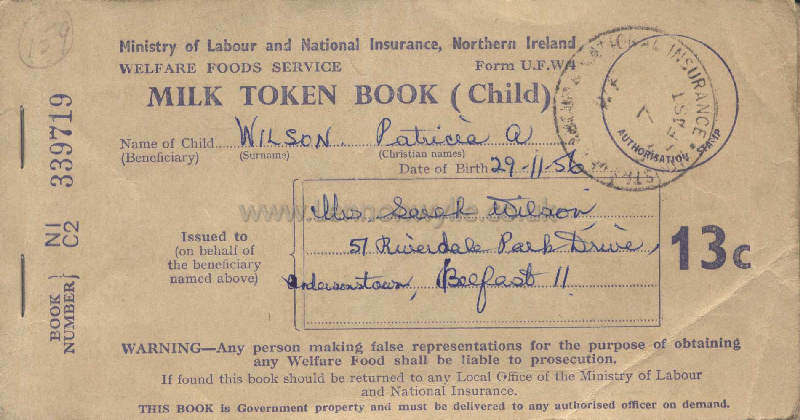 159
Ministry of Labour and National Insurance, Northern Ireland
WELFARE FOODS SERVICE Form U.F.W4
MILK TOKEN BOOK (Child)
Name of Child WILSON. Patricia A
(Beneficiary) (Surname) (Christian names)
Date of Birth 29-11-56
Issued to
(on behalf of
the beneficiary
named above)
Mrs Sarah Wilson,
51 Riverdale Park Drive,
Andersonstown, Belfast 11
13c
BOOK NUMBER} NI C2 339719
NATIONAL INSURANCE
AUTHORISATION STAMP
WARNING—Any person making false representations for the purpose of obtaining
any Welfare Food shall be liable to prosecution.
If found this book should be returned to any Local Office of the Ministry of Labour
and National Insurance.
THIS BOOK is Government property and must be delivered to any authorised officer on demand.